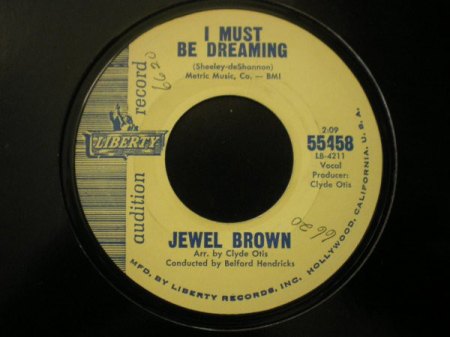 I MUST
BE DREAMING
(Sheeley-deShannon)
Metric Music, Co. — BMI
audition record
6620
LIBERTY
2:09
55458
LB-4211
Vocal
Producer:
Clyde Otis
6620
JEWEL BROWN
Arr. by Clyde Otis
Conducted by Belford Hendricks
MFD. BY LIBERTY RECORDS, INC. HOLLYWOOD, CALIFORNIA, U. S. A.